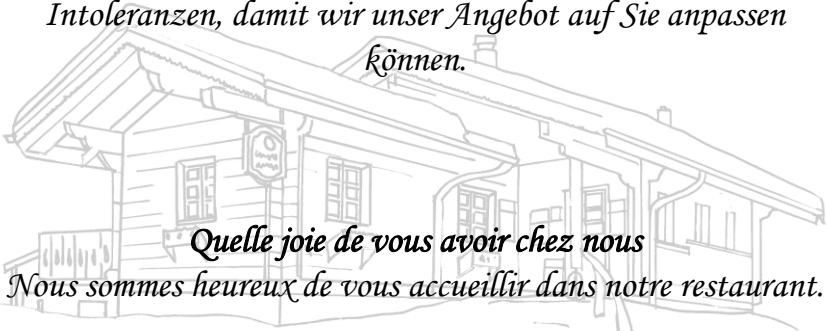 Intoleranzen, damit wir unser Angebot auf Sie anpassen
können.
Quelle joie de vous avoir chez nous
Nous sommes heureux de vous accueillir dans notre restaurant.